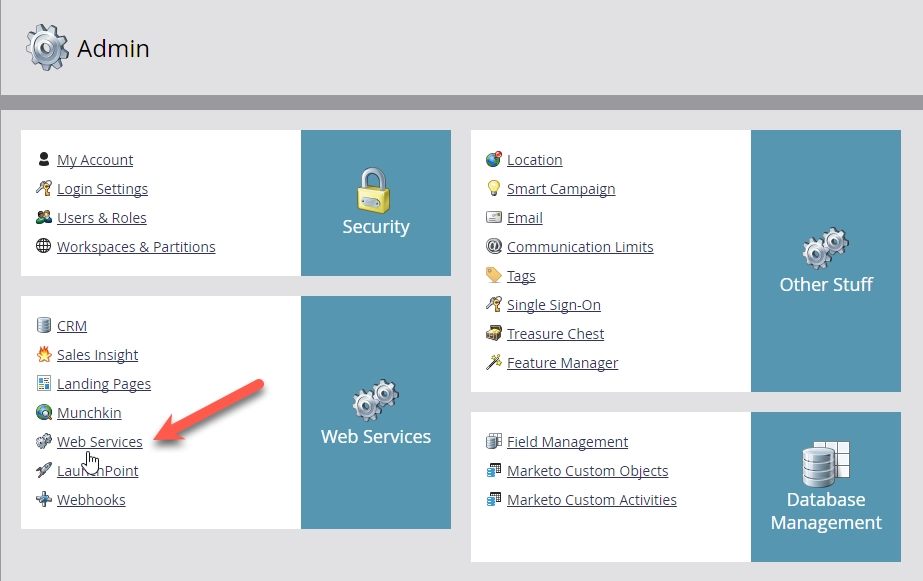 Admin
My Account
Login Settings
Users & Roles
Workspaces & Partitions
Security
CRM
Sales Insight
Landing Pages
Munchkin
Web Services
LaunchPoint
Webhooks
Web Services
Location
Smart Campaign
Email
Communication Limits
Tags
Single Sign-On
Treasure Chest
Feature Manager
Other Stuff
Field Management
Marketo Custom Objects
Marketo Custom Activities
Database
Management